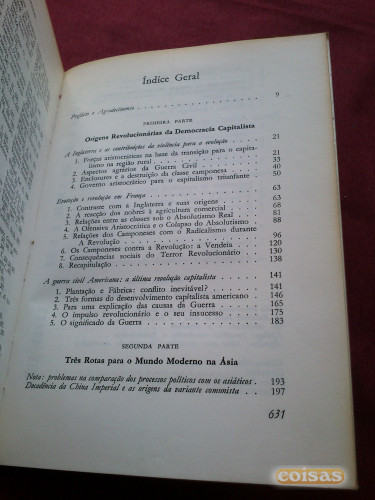 Índice Geral
Prefácio e Agradecimentos 9
PRIMEIRA PARTE
Origens Revolucionárias da Democracia Capitalista
A Inglaterra e as contribuições da violência para a evolução 21
1. Forças aristocráticas na base da transição para o capita-
lismo na região rural 21
2. Aspectos agrários da Guerra Civil 33
3. Enclosures e a destruição da classe camponesa 40
4. Governo aristocrático para o capitalismo triunfante 50
Evolução e revolução em França 63
1. Contraste com a Inglaterra e suas origens 63
2. A reacção dos nobres à agricultura comercial 68
3. Relações entre as classes sob o Absolutismo Real 81
4. A Ofensiva Aristocrática e o Colapso do Absolutismo 88
5. Relações dos Camponeses com o Radicalismo durante
A Revolução 96
6. Os Camponeses contra a Revolução: a Vendeia 120
7. Consequências sociais do Terror Revolucionário 130
8. Recapitulação 138
A guerra civil Americana: a última revolução capitalista 141
1. Plantação e Fábrica: conflito inevitável? 141
2. Três formas do desenvolvimento capitalista americano 146
3. Para uma explicação das causas da Guerra 165
4. O impulso revolucionário e o seu insucesso 175
5. O significado da Guerra 183
SEGUNDA PARTE
Três Rotas para o Mundo Moderno na Ásia
Nota: problemas na comparação dos processos políticos com os asiáticos 193
Decadência da China Imperial e as origens da variante comunista 197
631
coisas